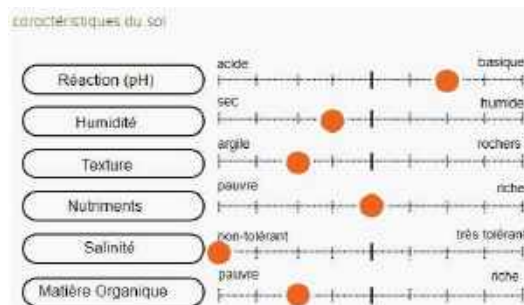 caractéristiques du sol
Réaction (pH)
acide
basique
Humidité
sec
humide
Texture
argile
rochers
Nutriments
pauvre
riche
Salinité
non-tolérant
très tolérant
Matière Organique
pauvre
riche